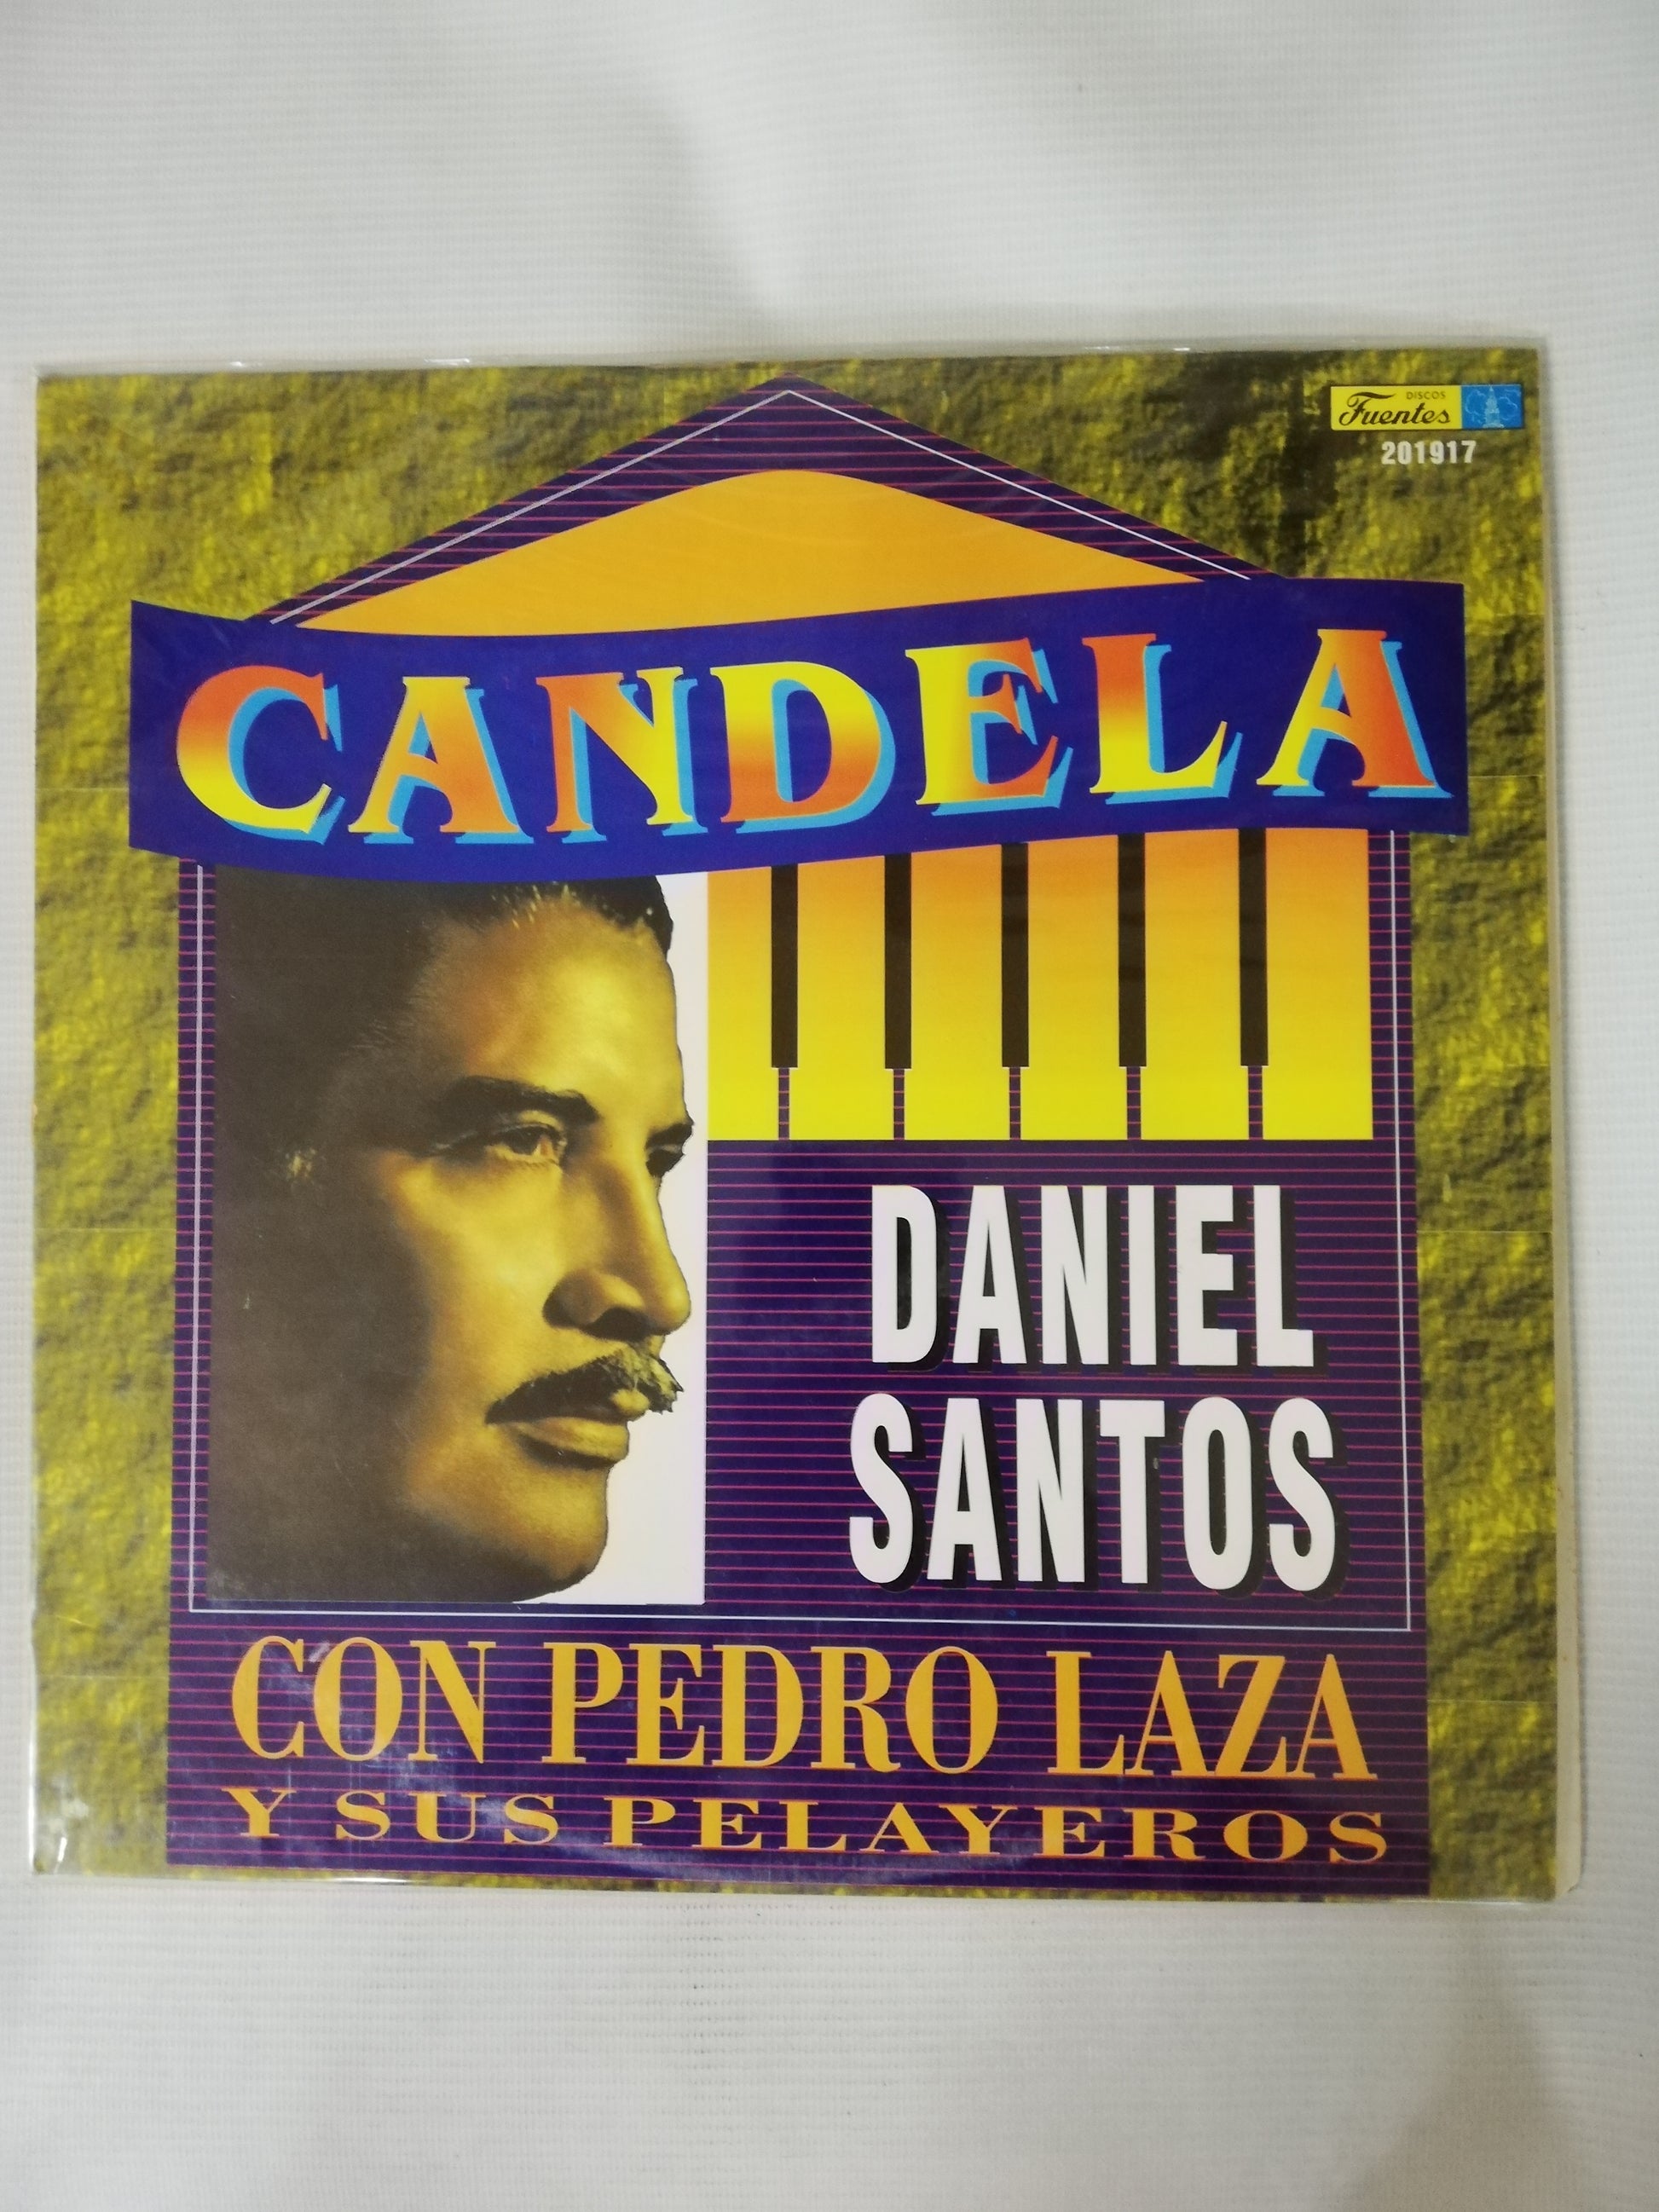 DISCOS
Fuentes
201917
CANDELA
DANIEL
SANTOS
CON PEDRO LAZA
Y SUS PELAYEROS